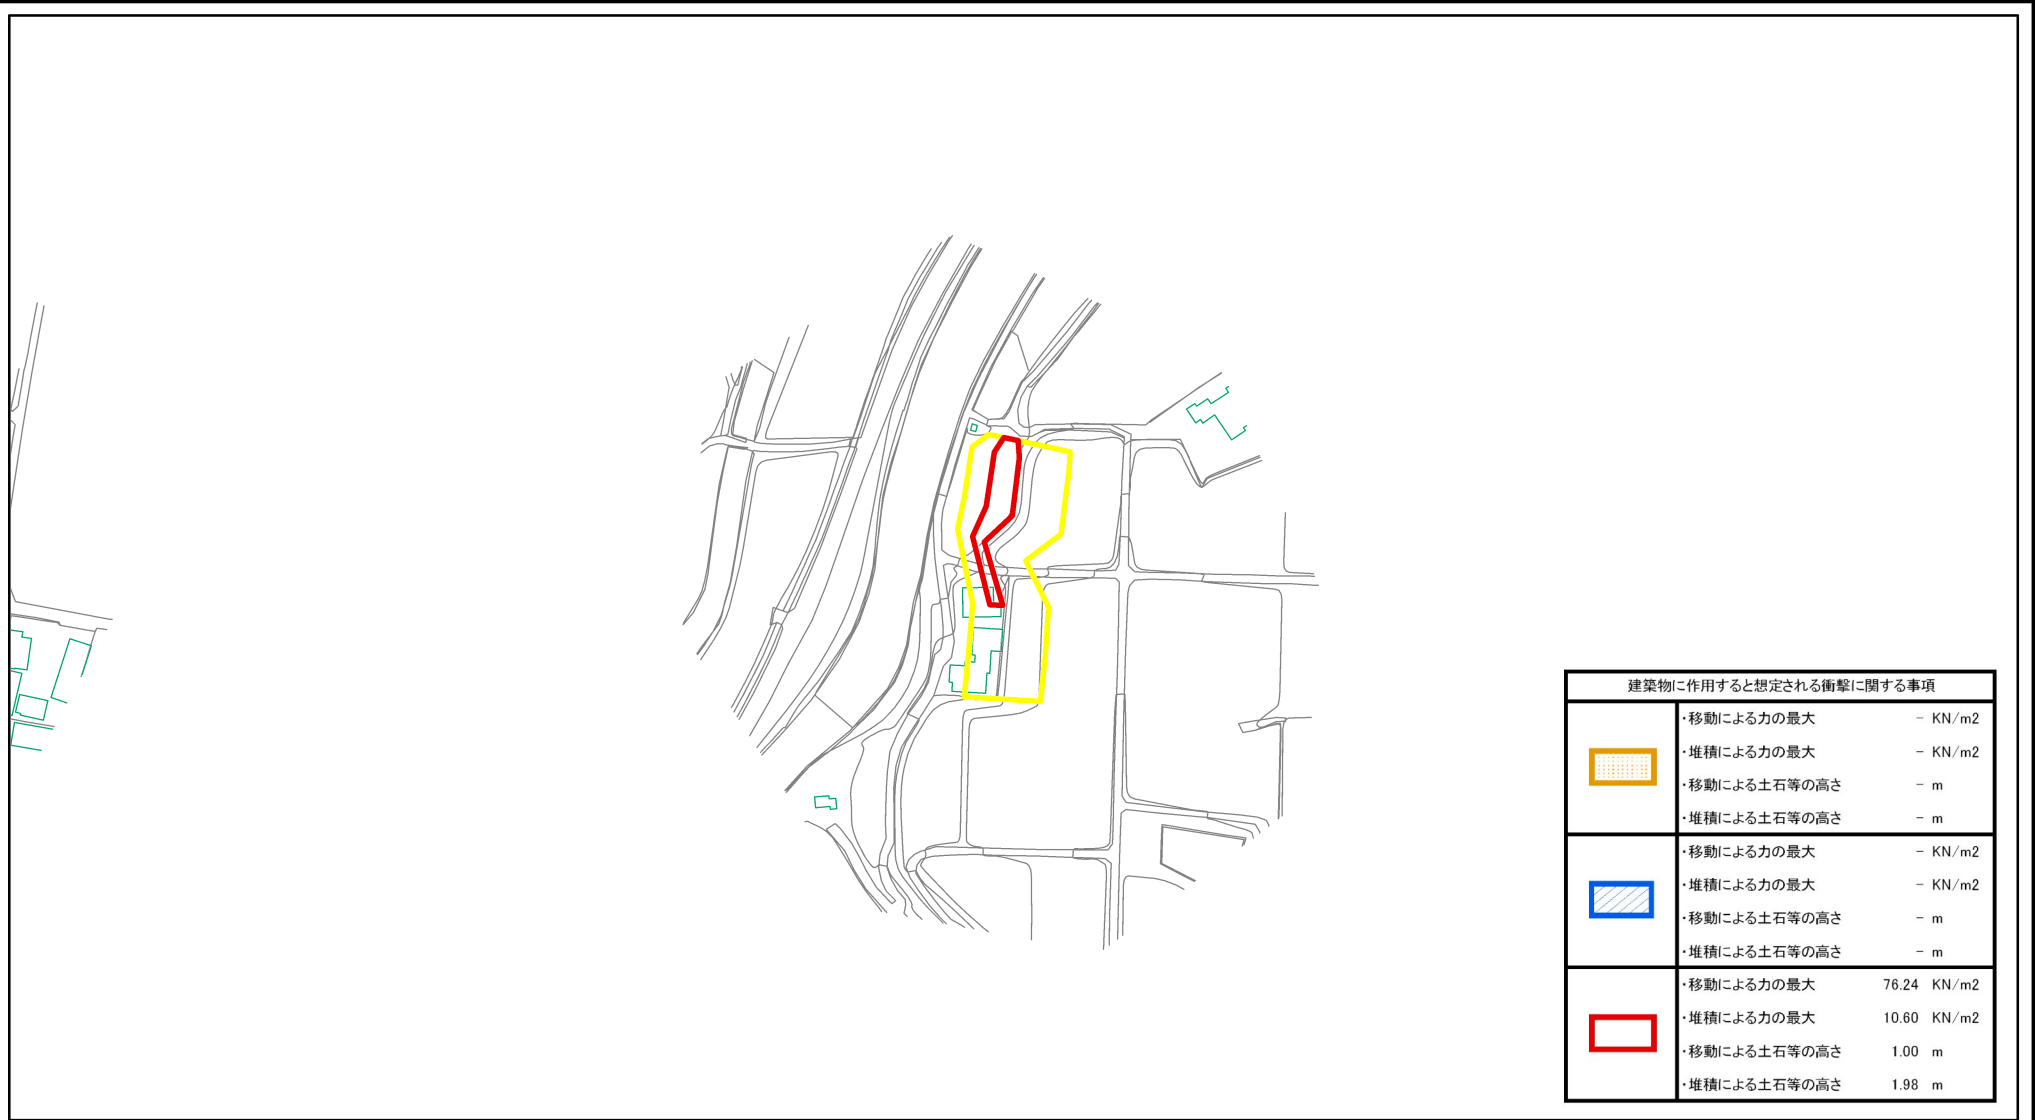 建築物に作用すると想定される衝撃に関する事項
・移動による力の最大 - KN/m2
・堆積による力の最大 - KN/m2
・移動による土石等の高さ - m
・堆積による土石等の高さ - m
・移動による力の最大 - KN/m2
・堆積による力の最大 - KN/m2
・移動による土石等の高さ - m
・堆積による土石等の高さ - m
・移動による力の最大 76.24 KN/m2
・堆積による力の最大 10.60 KN/m2
・移動による土石等の高さ 1.00 m
・堆積による土石等の高さ 1.98 m